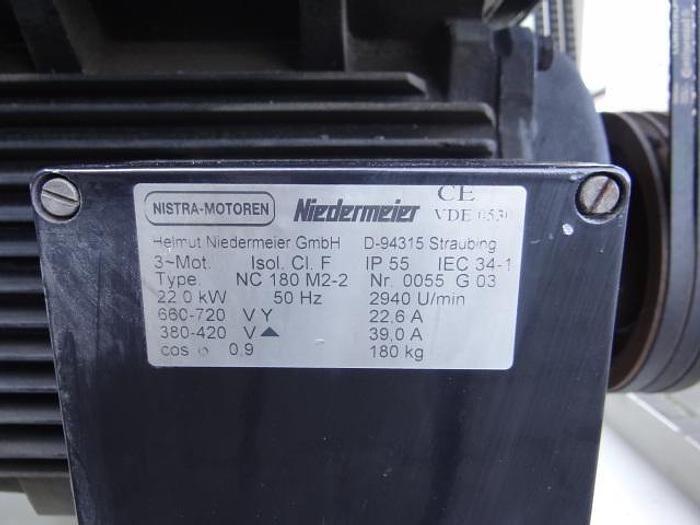 NISTRA-MOTOREN Niedermeier CE
VDE 0530
Helmut Niedermeier GmbH D-94315 Straubing
3~Mot. Isol. Cl. F IP 55 IEC 34-1
Type. NC 180 M2-2 Nr. 0055 G 03
22.0 kW 50 Hz 2940 U/min
660-720 V Y 22,6 A
380-420 V ▲ 39,0 A
cos φ 0,9 180 kg